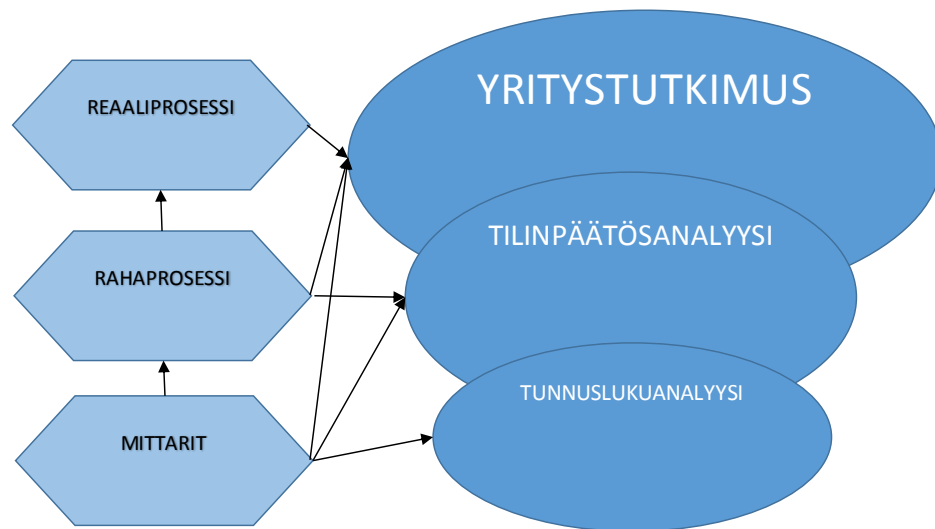 REAALIPROSESSI
YRITYSTUTKIMUS
RAHAPROSESSI
TILINPÄÄTÖSANALYYSI
MITTARIT
TUNNUSLUKUANALYYSI